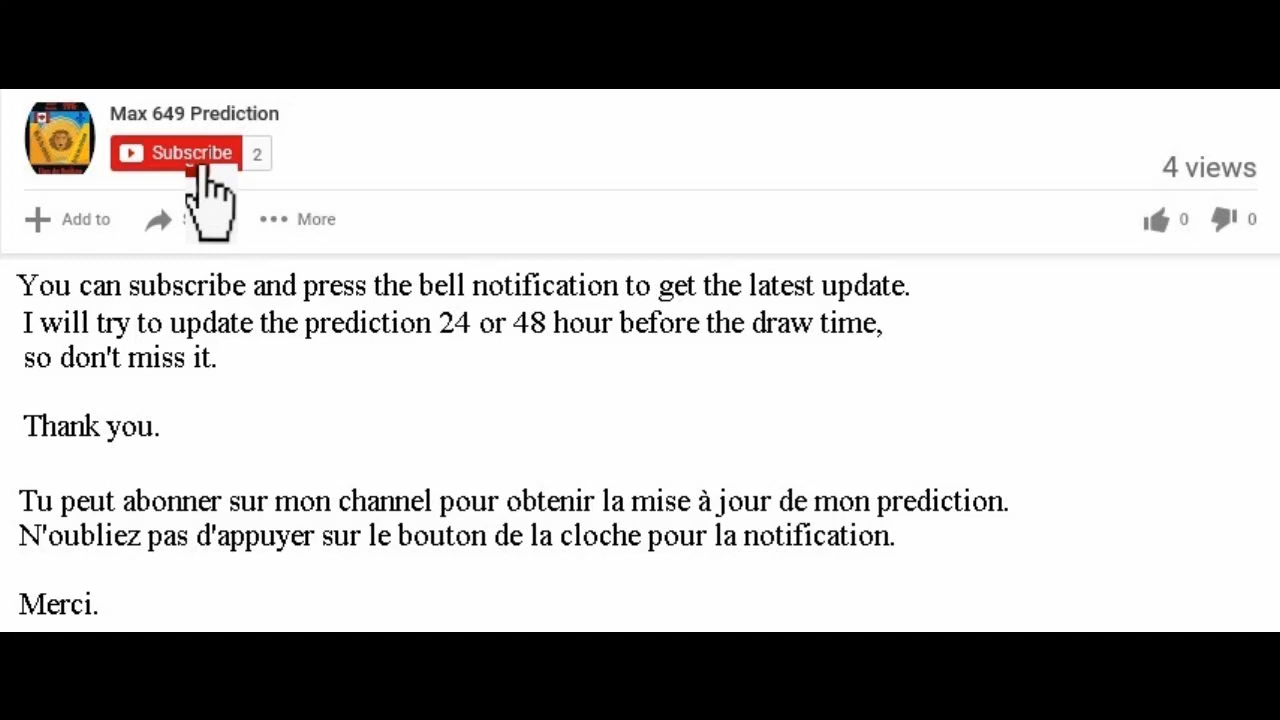 Max 649 Prediction
Subscribe 2
4 views
Add to
More
0 0
You can subscribe and press the bell notification to get the latest update.
I will try to update the prediction 24 or 48 hour before the draw time,
so don't miss it.
Thank you.
Tu peut abonner sur mon channel pour obtenir la mise à jour de mon prediction.
N'oubliez pas d'appuyer sur le bouton de la cloche pour la notification.
Merci.